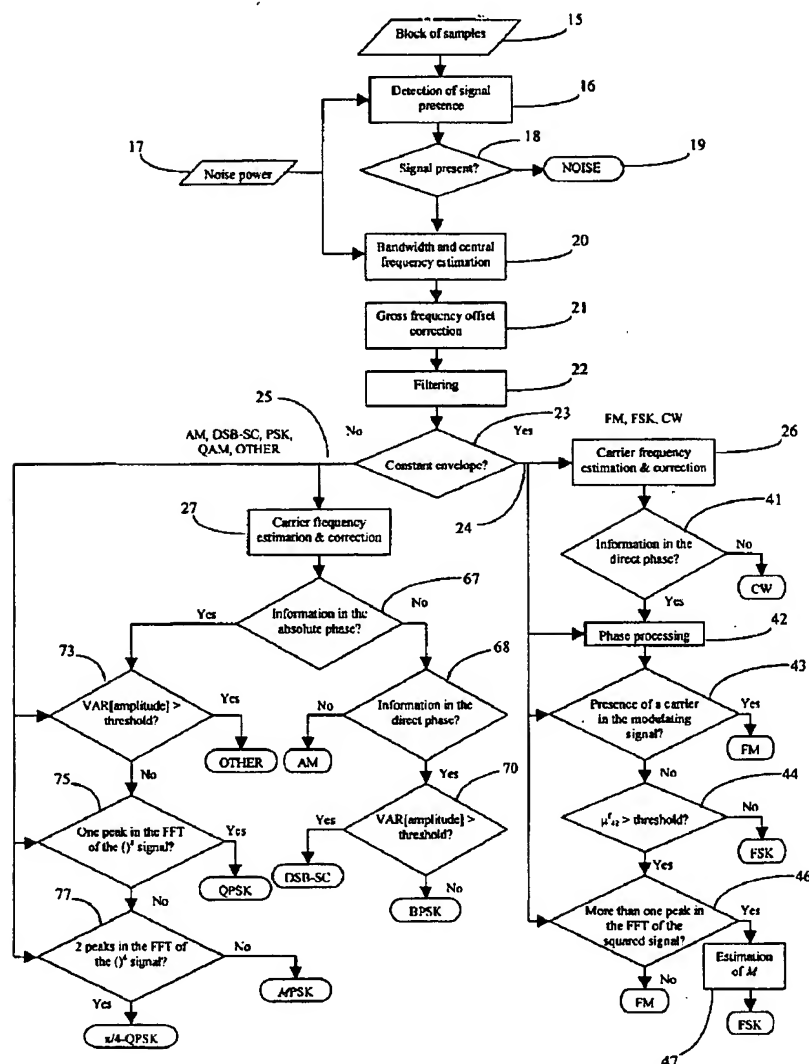 15
Block of samples
Detection of signal
presence
16
17
Noise power
18
Signal present?
NOISE
19
Bandwidth and central
frequency estimation
20
Gross frequency offset
correction
21
Filtering
22
25
23
AM, DSB-SC, PSK,
QAM, OTHER
No
Constant envelope?
Yes
24
FM, FSK, CW
26
Carrier frequency
estimation & correction
27
Carrier frequency
estimation & correction
41
Information in the
direct phase?
No
CW
Yes
67
Information in the
absolute phase?
Yes
No
Phase processing
42
73
VAR[amplitude] >
threshold?
Yes
OTHER
No
68
Information in the
direct phase?
No
AM
Yes
43
Presence of a carrier
in the modulating
signal?
Yes
FM
No
75
One peak in the FFT
of the ()
signal?
Yes
QPSK
No
70
VAR[amplitude] >
threshold?
Yes
DSB-SC
No
BPSK
44
> threshold?
No
FSK
Yes
77
2 peaks in the FFT of
the ()⁴ signal?
No
MPSK
Yes
π/4-QPSK
46
More than one peak in
the FFT of the
squared signal?
Yes
Estimation
of M
No
FM
FSK
47